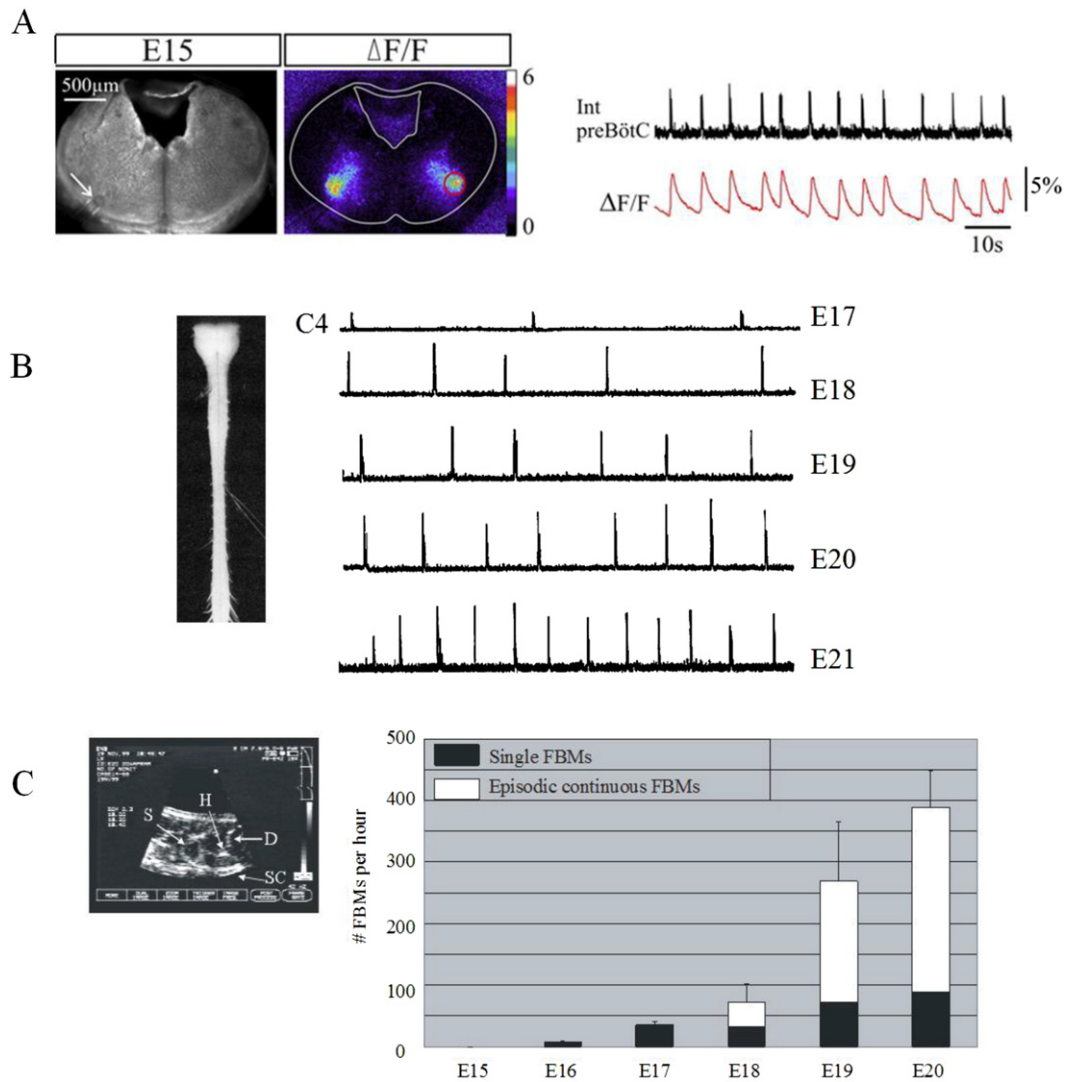 A
E15
ΔF/F
500µm
6
0
Int
preBötC
ΔF/F
5%
10s
B
C4
E17
E18
E19
E20
E21
C
S
H
D
SC
# FBMs per hour
500
400
300
200
100
0
Single FBMs
Episodic continuous FBMs
E15
E16
E17
E18
E19
E20